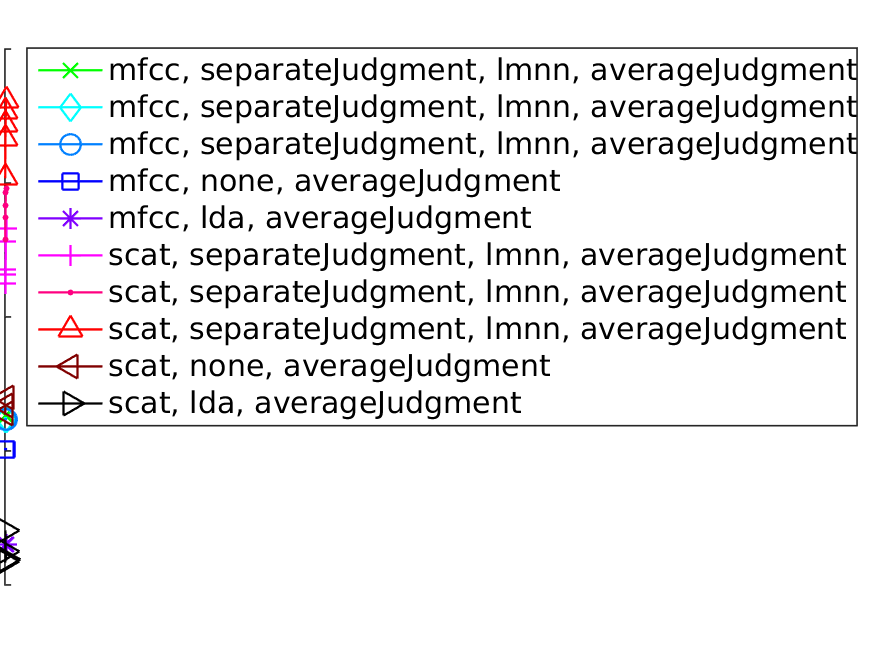 mfcc, separateJudgment, lmnn, averageJudgment
mfcc, separateJudgment, lmnn, averageJudgment
mfcc, separateJudgment, lmnn, averageJudgment
mfcc, none, averageJudgment
mfcc, lda, averageJudgment
scat, separateJudgment, lmnn, averageJudgment
scat, separateJudgment, lmnn, averageJudgment
scat, separateJudgment, lmnn, averageJudgment
scat, none, averageJudgment
scat, lda, averageJudgment